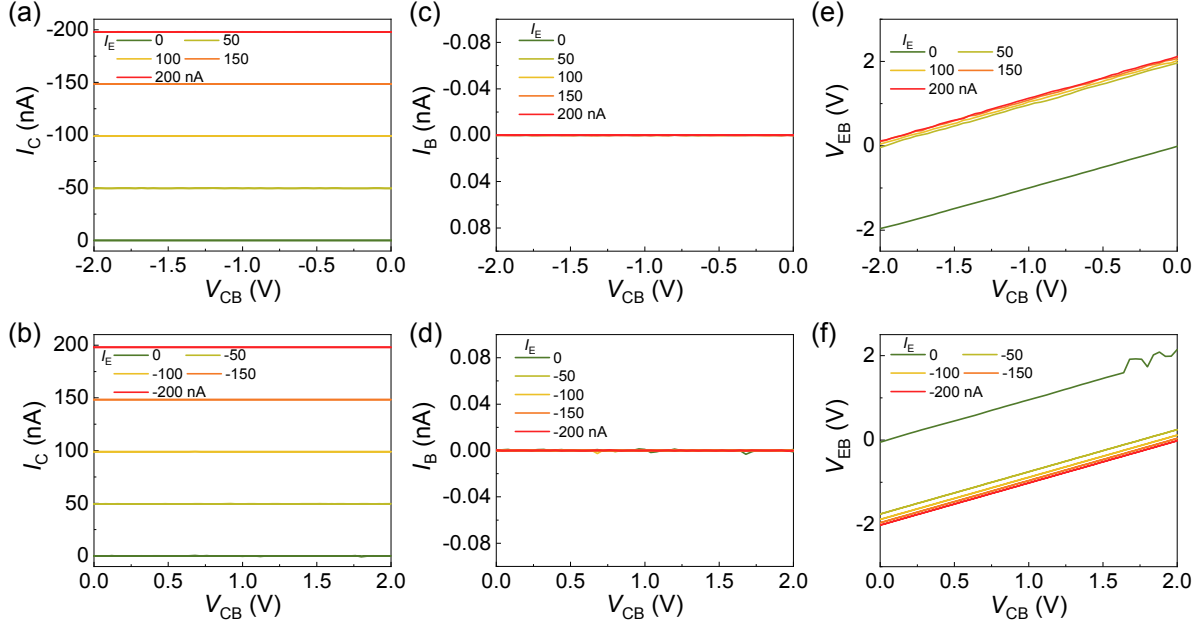 (a)
-200
-150
-100
-50
0
I_C (nA)
I_E 0 50
100 150
200 nA
-2.0 -1.5 -1.0 -0.5 0.0
V_CB (V)
(c)
-0.08
-0.04
0.00
0.04
0.08
I_B (nA)
I_E
0
50
100
150
200 nA
-2.0 -1.5 -1.0 -0.5 0.0
V_CB (V)
(e)
2
0
-2
V_EB (V)
I_E
0 50
100 150
200 nA
-2.0 -1.5 -1.0 -0.5 0.0
V_CB (V)
(b)
200
150
100
50
0
I_C (nA)
I_E 0 -50
-100 -150
-200 nA
0.0 0.5 1.0 1.5 2.0
V_CB (V)
(d)
0.08
0.04
0.00
-0.04
-0.08
I_B (nA)
I_E
0
-50
-100
-150
-200 nA
0.0 0.5 1.0 1.5 2.0
V_CB (V)
(f)
2
0
-2
V_EB (V)
I_E
0 -50
-100 -150
-200 nA
0.0 0.5 1.0 1.5 2.0
V_CB (V)